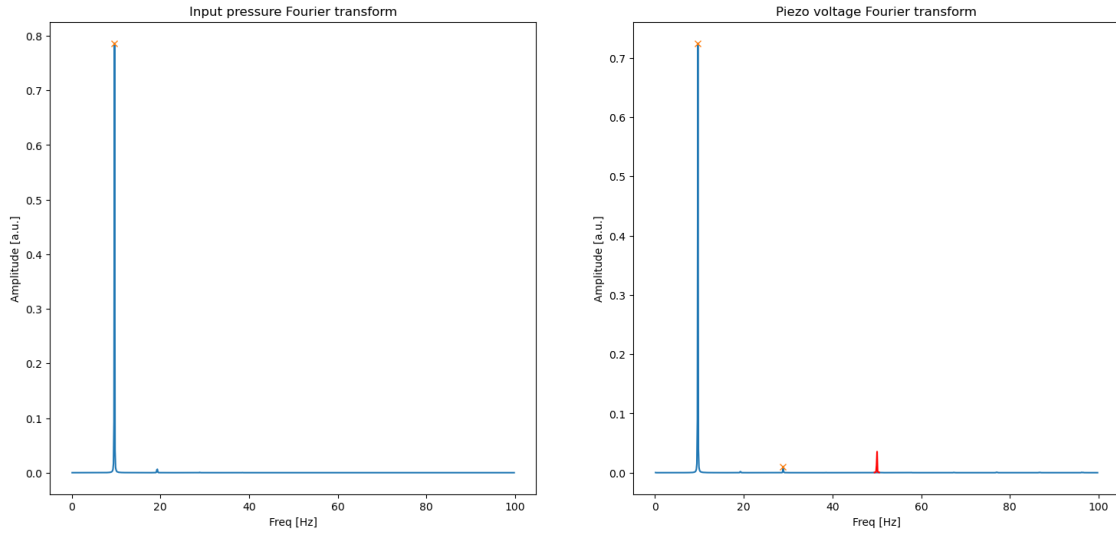 Input pressure Fourier transform
0.8
0.7
0.6
0.5
0.4
0.3
0.2
0.1
0.0
Amplitude [a.u.]
0 20 40 60 80 100
Freq [Hz]
Piezo voltage Fourier transform
0.7
0.6
0.5
0.4
0.3
0.2
0.1
0.0
Amplitude [a.u.]
0 20 40 60 80 100
Freq [Hz]